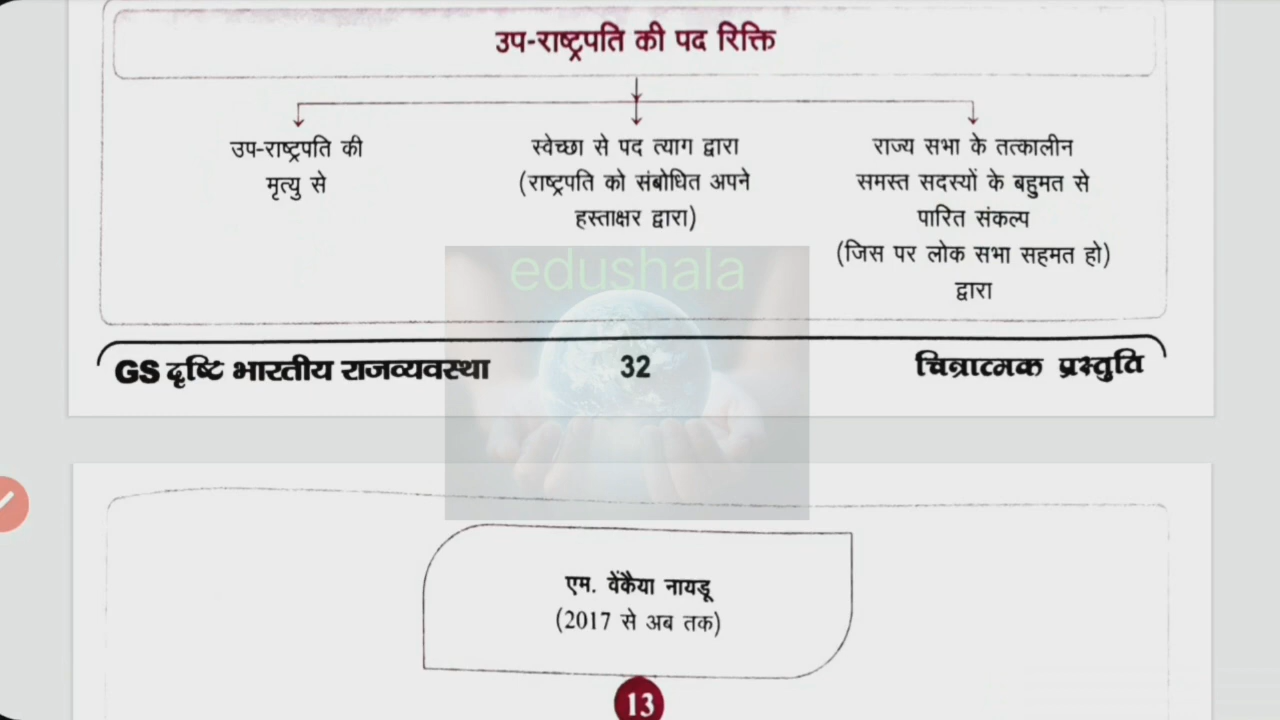 उप-राष्ट्रपति की पद रिक्ति
उप-राष्ट्रपति की
मृत्यु से
स्वेच्छा से पद त्याग द्वारा
(राष्ट्रपति को संबोधित अपने
हस्ताक्षर द्वारा)
राज्य सभा के तत्कालीन
समस्त सदस्यों के बहुमत से
पारित संकल्प
(जिस पर लोक सभा सहमत हो)
द्वारा
edushala
GS दृष्टि भारतीय राजव्यवस्था 32 चित्रात्मक प्रस्तुति
एम. वेंकैया नायडू
(2017 से अब तक)
13